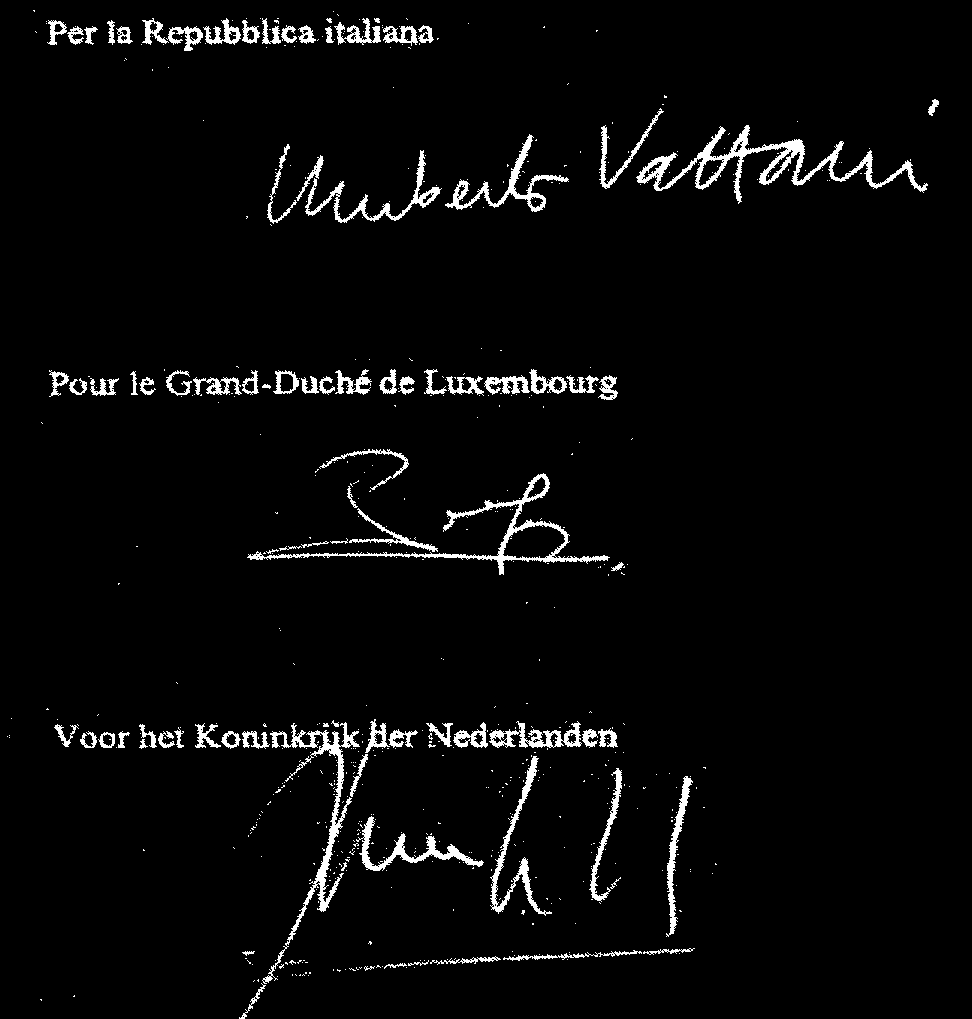 Per la Repubblica italiana
Umberto Vattani
Pour le Grand-Duché de Luxembourg
Voor het Koninkrijk der Nederlanden